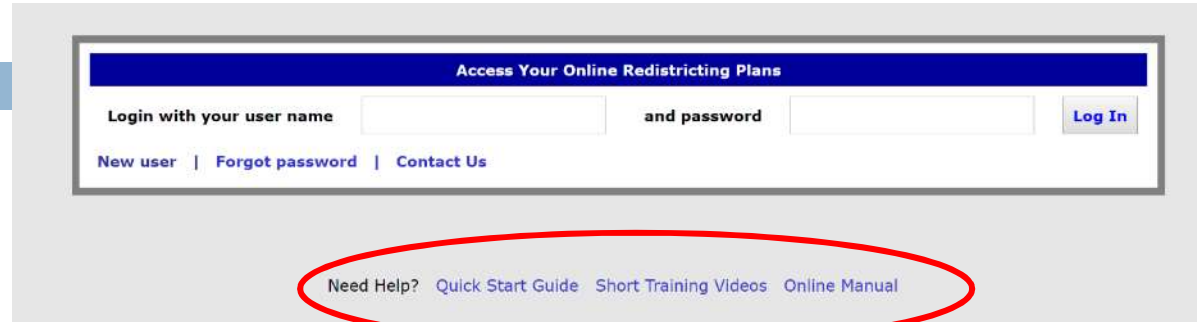 Access Your Online Redistricting Plans
Login with your user name and password Log In
New user | Forgot password | Contact Us
Need Help? Quick Start Guide Short Training Videos Online Manual